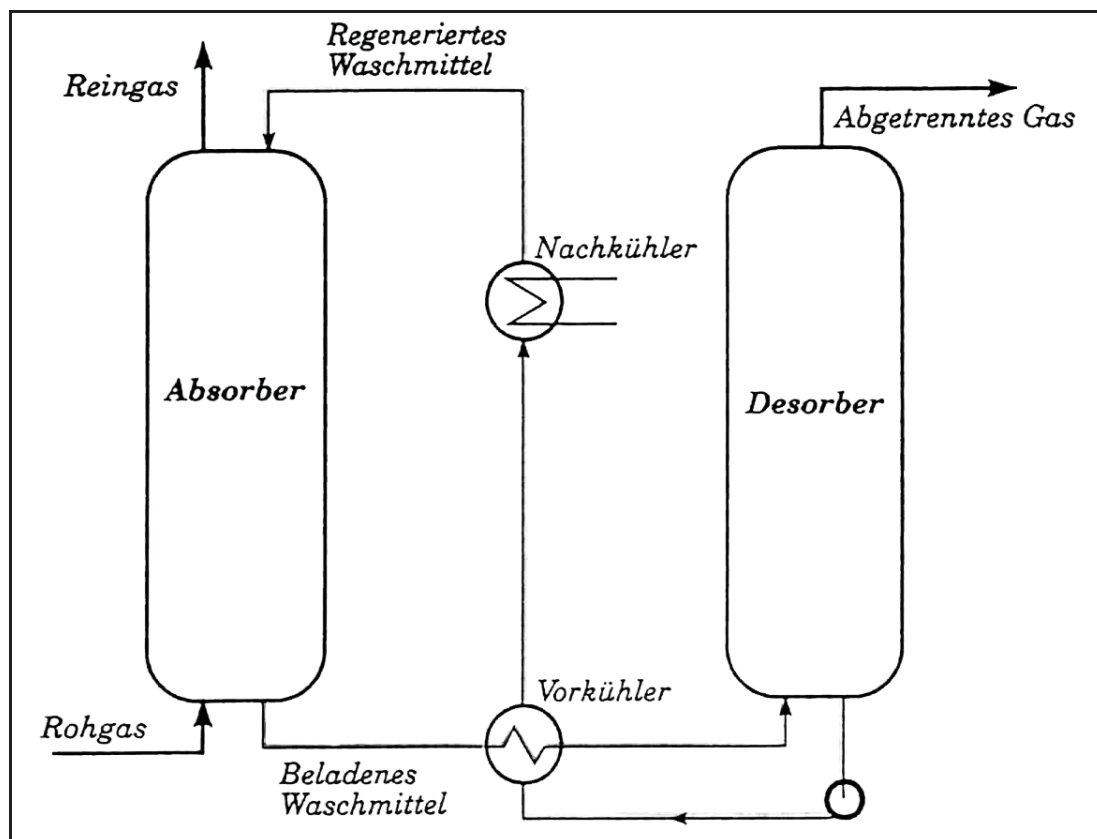 Regeneriertes
Waschmittel
Reingas
Abgetrenntes Gas
Nachkühler
Absorber
Desorber
Vorkühler
Rohgas
Beladenes
Waschmittel